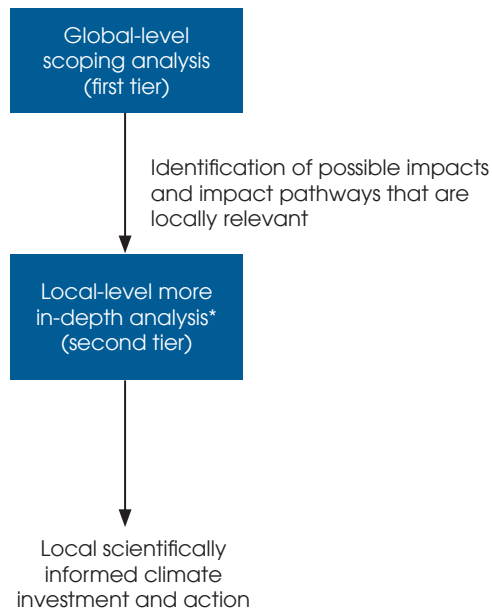 Global-level
scoping analysis
(first tier)
Identification of possible impacts
and impact pathways that are
locally relevant
Local-level more
in-depth analysis*
(second tier)
Local scientifically
informed climate
investment and action